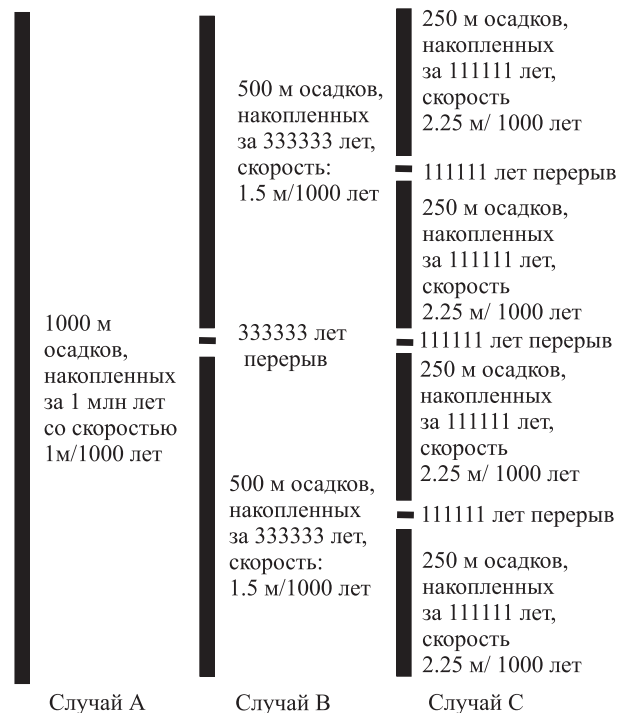 1000 м
осадков,
накопленных
за 1 млн лет
со скоростью
1м/1000 лет
Случай А
500 м осадков,
накопленных
за 333333 лет,
скорость:
1.5 м/1000 лет
333333 лет
перерыв
500 м осадков,
накопленных
за 333333 лет,
скорость:
1.5 м/1000 лет
Случай В
250 м осадков,
накопленных
за 111111 лет,
скорость
2.25 м/ 1000 лет
111111 лет перерыв
250 м осадков,
накопленных
за 111111 лет,
скорость
2.25 м/ 1000 лет
111111 лет перерыв
250 м осадков,
накопленных
за 111111 лет,
скорость
2.25 м/ 1000 лет
111111 лет перерыв
250 м осадков,
накопленных
за 111111 лет,
скорость
2.25 м/ 1000 лет
Случай С